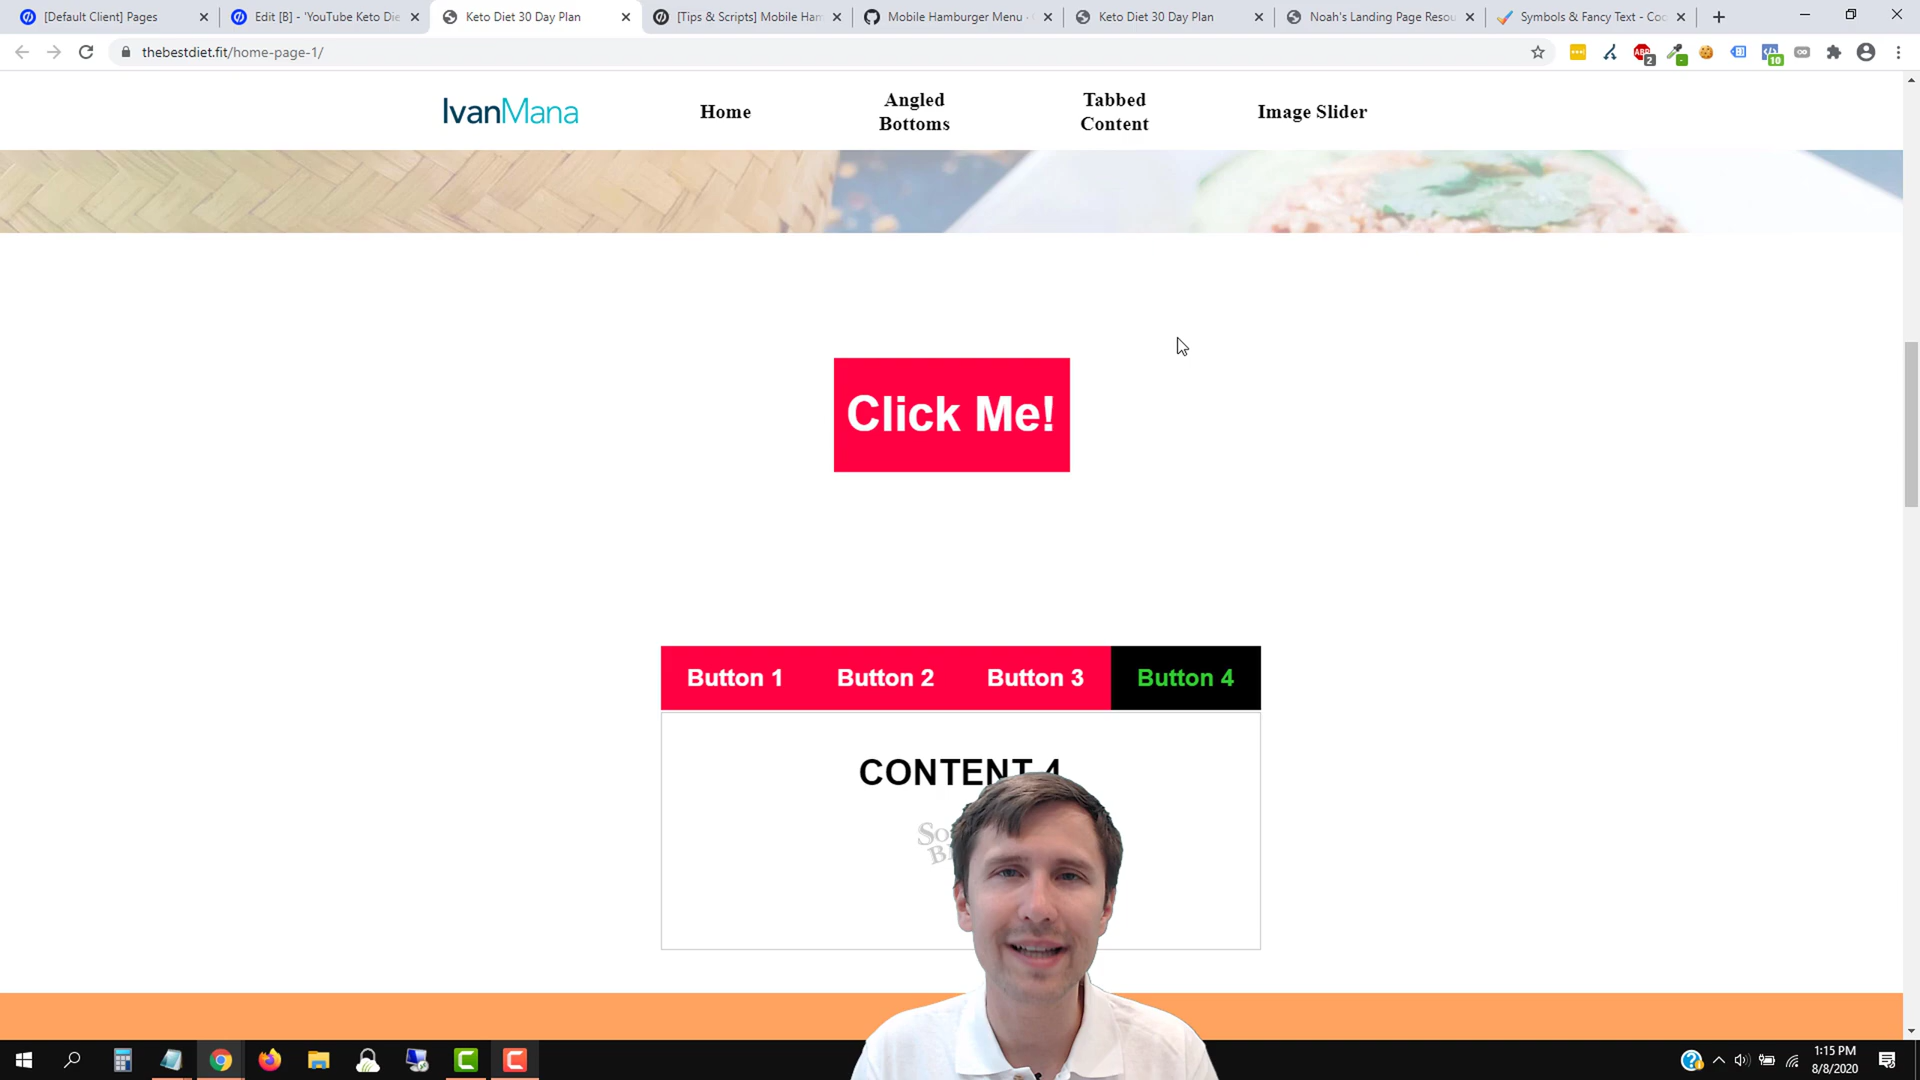 [Default Client] Pages
Edit [B] - 'YouTube Keto Die
Keto Diet 30 Day Plan
[Tips & Scripts] Mobile Ham
Mobile Hamburger Menu -
Keto Diet 30 Day Plan
Noah's Landing Page Resou
Symbols & Fancy Text - Coo
thebestdiet.fit/home-page-1/
ABP
2
10
IvanMana
Home
Angled
Bottoms
Tabbed
Content
Image Slider
Click Me!
Button 1
Button 2
Button 3
Button 4
CONTENT 4
1:15 PM
8/8/2020